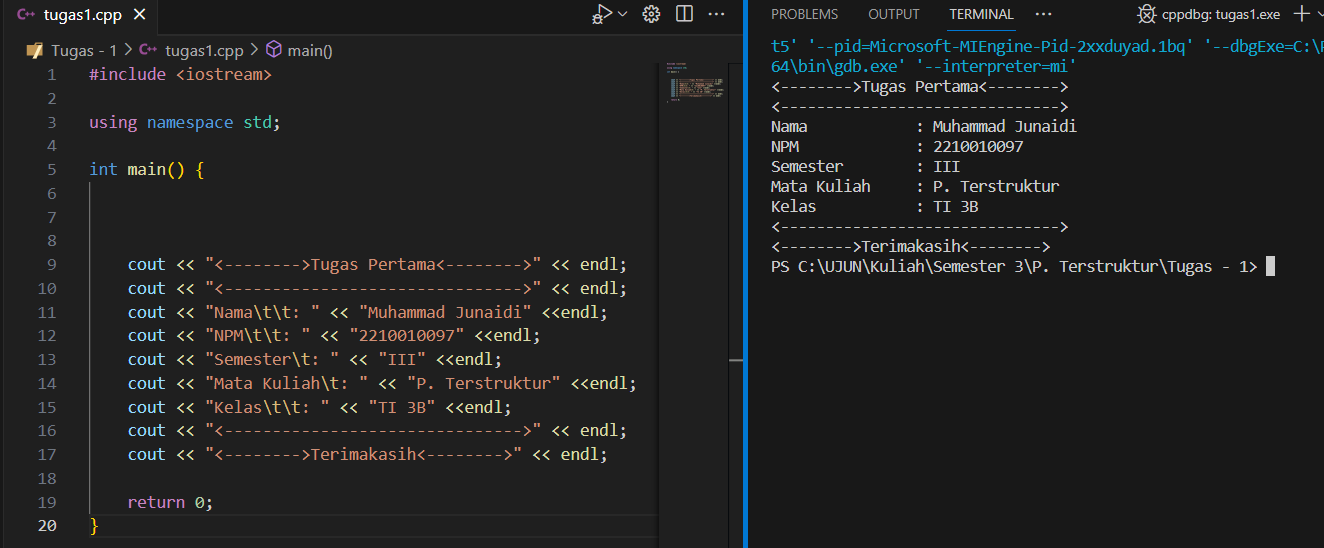 tugas1.cpp
Tugas - 1 > tugas1.cpp > main()
1 #include <iostream>
2
3 using namespace std;
4
5 int main() {
6
7
8
9 cout << "<-------->Tugas Pertama<-------->" << endl;
10 cout << "<------------------------------->" << endl;
11 cout << "Nama\t\t: " << "Muhammad Junaidi" <<endl;
12 cout << "NPM\t\t: " << "2210010097" <<endl;
13 cout << "Semester\t: " << "III" <<endl;
14 cout << "Mata Kuliah\t: " << "P. Terstruktur" <<endl;
15 cout << "Kelas\t\t: " << "TI 3B" <<endl;
16 cout << "<------------------------------->" << endl;
17 cout << "<-------->Terimakasih<-------->" << endl;
18
19 return 0;
20 }
PROBLEMS OUTPUT TERMINAL ··· cppdbg: tugas1.exe
t5' '--pid=Microsoft-MIEngine-Pid-2xxduyad.1bq' '--dbgExe=C:\
64\bin\gdb.exe' '--interpreter=mi'
<-------->Tugas Pertama<-------->
<------------------------------->
Nama : Muhammad Junaidi
NPM : 2210010097
Semester : III
Mata Kuliah : P. Terstruktur
Kelas : TI 3B
<------------------------------->
<-------->Terimakasih<-------->
PS C:\UJUN\Kuliah\Semester 3\P. Terstruktur\Tugas - 1>